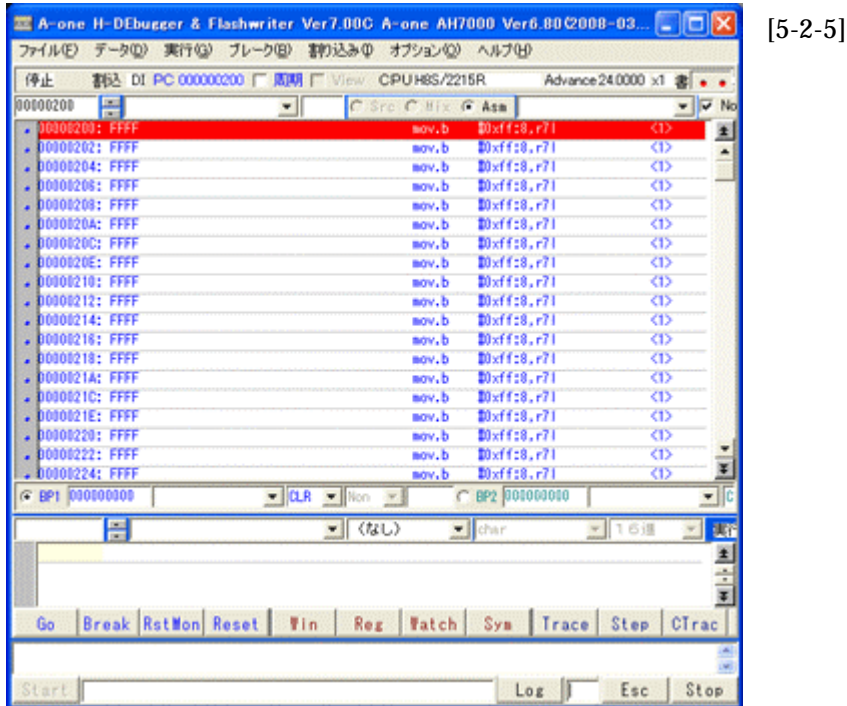 A-one H-DEbugger & Flashwriter Ver7.00C A-one AH7000 Ver6.80(2008-03...
[5-2-5]
ファイル(F) データ(D) 実行(G) ブレーク(B) 割り込み(I) オプション(O) ヘルプ(H)
停止 割込 DI PC 000000200 周期 View CPU H8S/2215R Advance 24.0000 x1 書
00000200 Src Mix Asm No
00000200: FFFF mov.b #0xff:8,r7l <1>
00000202: FFFF mov.b #0xff:8,r7l <1>
00000204: FFFF mov.b #0xff:8,r7l <1>
00000206: FFFF mov.b #0xff:8,r7l <1>
00000208: FFFF mov.b #0xff:8,r7l <1>
0000020A: FFFF mov.b #0xff:8,r7l <1>
0000020C: FFFF mov.b #0xff:8,r7l <1>
0000020E: FFFF mov.b #0xff:8,r7l <1>
00000210: FFFF mov.b #0xff:8,r7l <1>
00000212: FFFF mov.b #0xff:8,r7l <1>
00000214: FFFF mov.b #0xff:8,r7l <1>
00000216: FFFF mov.b #0xff:8,r7l <1>
00000218: FFFF mov.b #0xff:8,r7l <1>
0000021A: FFFF mov.b #0xff:8,r7l <1>
0000021C: FFFF mov.b #0xff:8,r7l <1>
0000021E: FFFF mov.b #0xff:8,r7l <1>
00000220: FFFF mov.b #0xff:8,r7l <1>
00000222: FFFF mov.b #0xff:8,r7l <1>
00000224: FFFF mov.b #0xff:8,r7l <1>
BP1 000000000 CLR Non BP2 000000000 C
(なし) char 16進 実行
Go Break RstMon Reset Win Reg Watch Sym Trace Step CTrac
Start Log Esc Stop